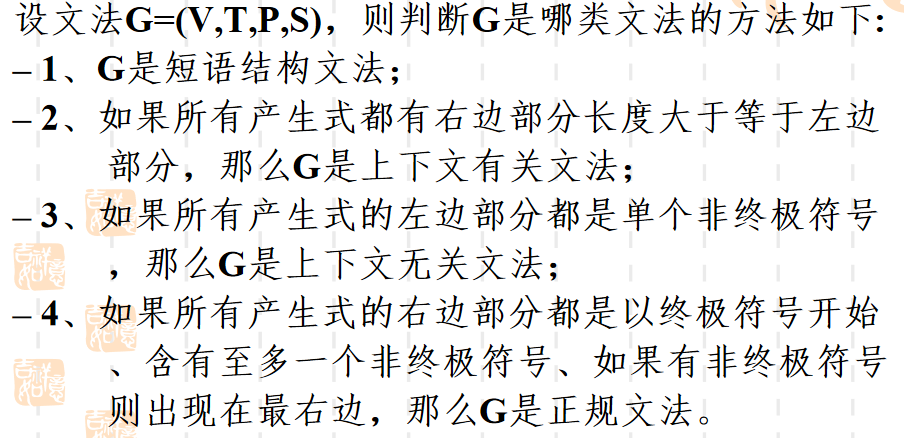 设文法G=(V,T,P,S)，则判断G是哪类文法的方法如下：
– 1、G是短语结构文法；
– 2、如果所有产生式都有右边部分长度大于等于左边
部分，那么G是上下文有关文法；
– 3、如果所有产生式的左边部分都是单个非终极符号
，那么G是上下文无关文法；
– 4、如果所有产生式的右边部分都是以终极符号开始
、含有至多一个非终极符号、如果有非终极符号
则出现在最右边，那么G是正规文法。